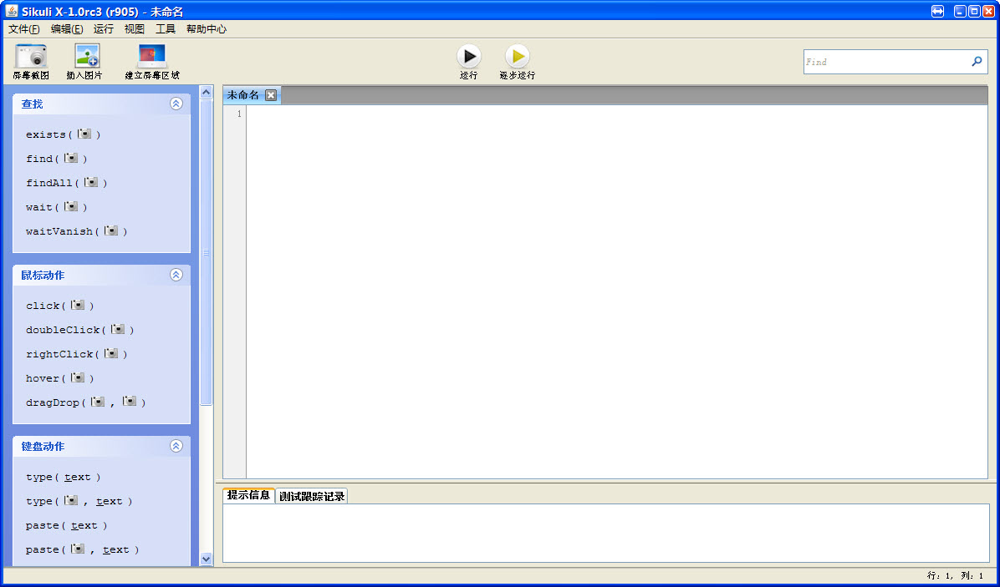 Sikuli X-1.0rc3 (r905) - 未命名
文件(F) 编辑(E) 运行 视图 工具 帮助中心
屏幕截图 插入图片 建立屏幕区域 运行 逐步运行 Find
查找
exists( )
find( )
findAll( )
wait( )
waitVanish( )
鼠标动作
click( )
doubleClick( )
rightClick( )
hover( )
dragDrop( , )
键盘动作
type( text )
type( , text )
paste( text )
paste( , text )
未命名
1
提示信息 测试跟踪记录
行: 1, 列: 1